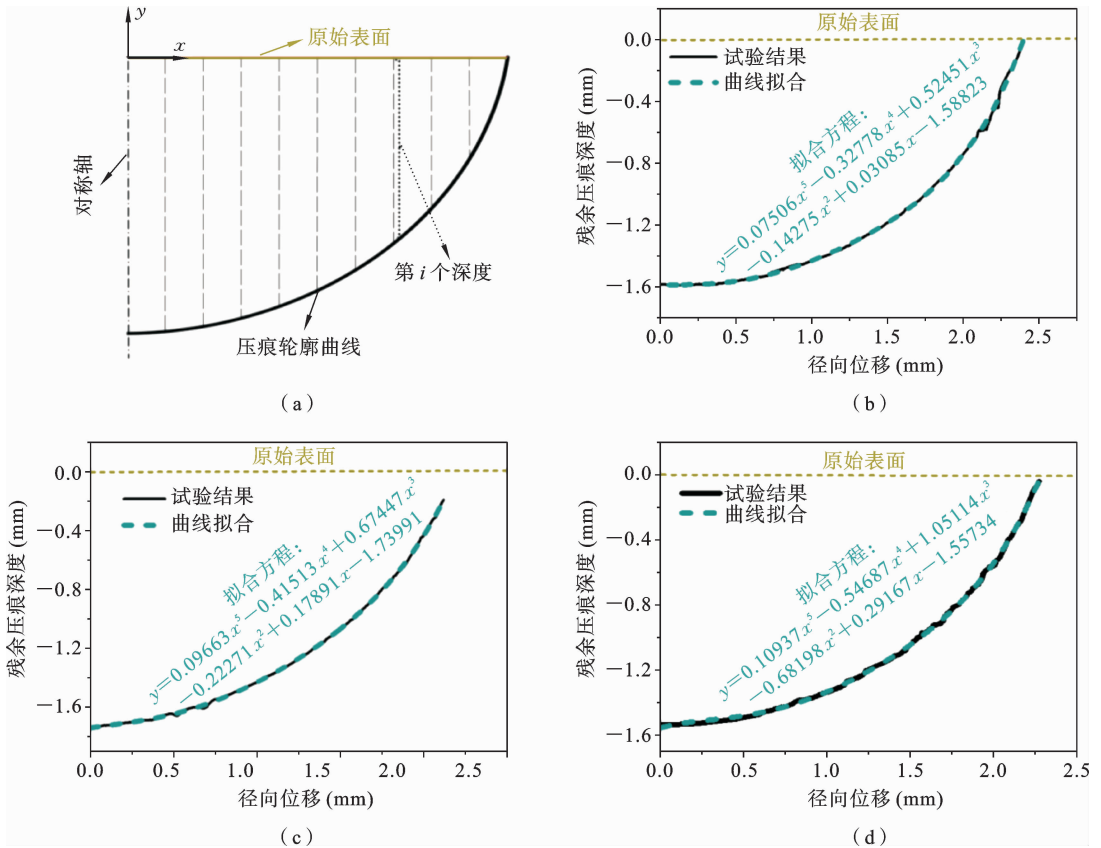 y
x
原始表面
对称轴
第 i 个深度
压痕轮廓曲线
(a)
原始表面
试验结果
曲线拟合
拟合方程:
y=0.07506x⁵-0.32778x⁴+0.52451x³
-0.14275x²+0.03085x-1.58823
残余压痕深度 (mm)
0.0
-0.4
-0.8
-1.2
-1.6
0.0 0.5 1.0 1.5 2.0 2.5
径向位移 (mm)
(b)
原始表面
试验结果
曲线拟合
拟合方程:
y=0.09663x⁵-0.41513x⁴+0.67447x³
-0.22271x²+0.17891x-1.73991
残余压痕深度 (mm)
0.0
-0.4
-0.8
-1.2
-1.6
0.0 0.5 1.0 1.5 2.0 2.5
径向位移 (mm)
(c)
原始表面
试验结果
曲线拟合
拟合方程:
y=0.10937x⁵-0.54687x⁴+1.05114x³
-0.68198x²+0.29167x-1.55734
残余压痕深度 (mm)
0.0
-0.4
-0.8
-1.2
-1.6
0.0 0.5 1.0 1.5 2.0 2.5
径向位移 (mm)
(d)